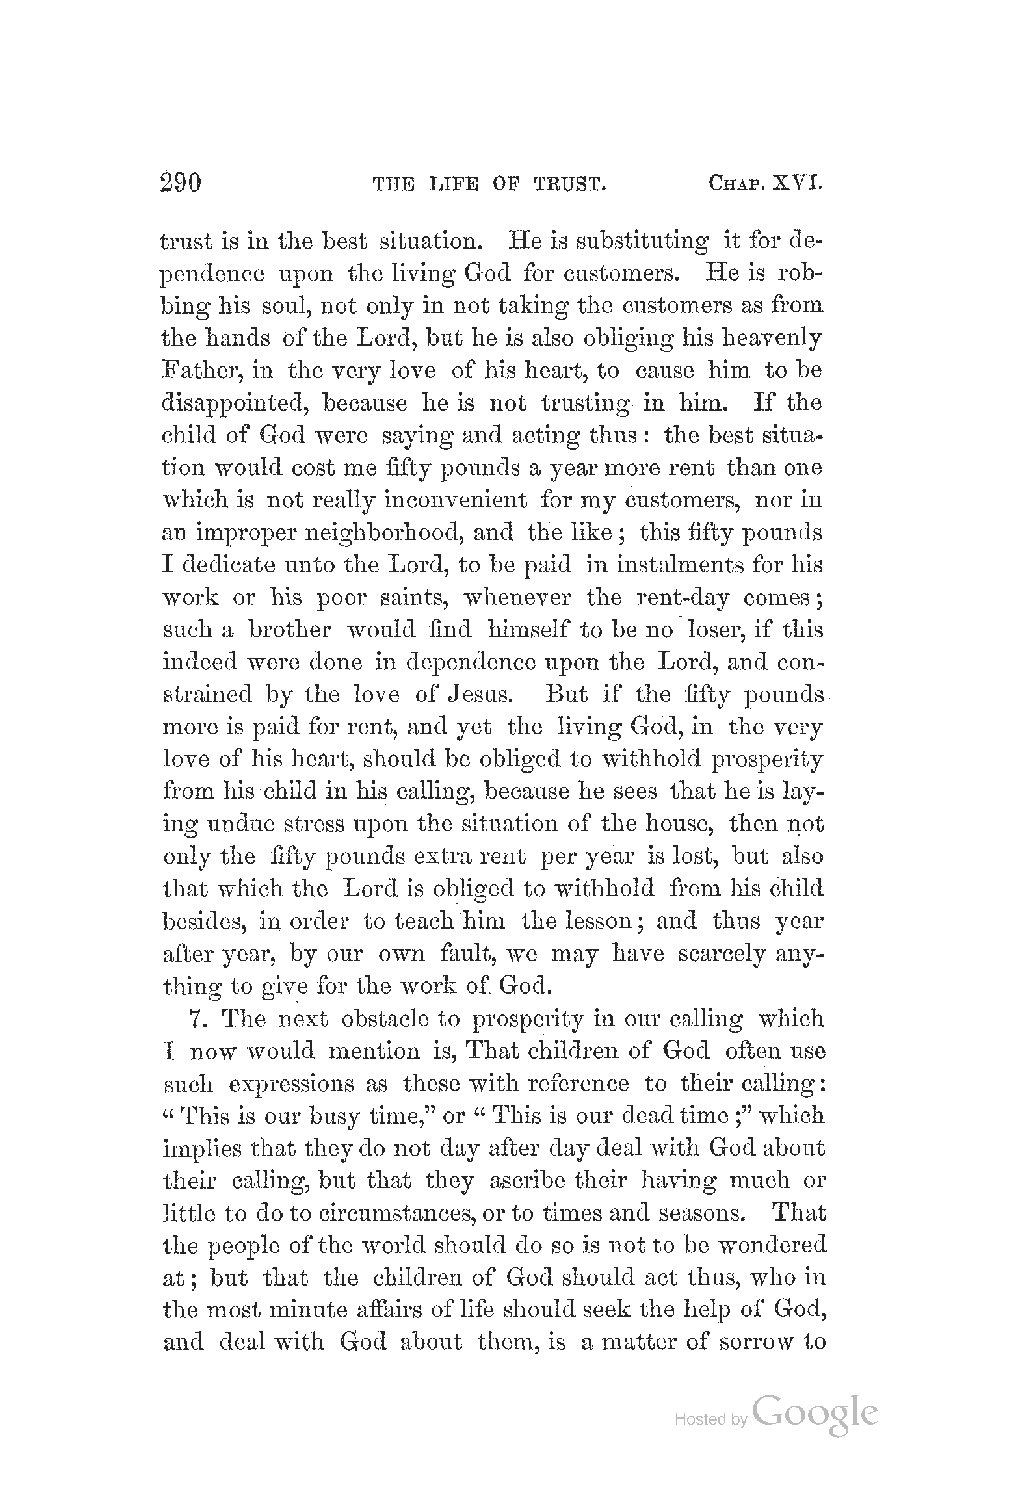 290 THE LIFE OF TRUST. CHAP. XVI.
trust is in the best situation. He is substituting it for de-
pendence upon the living God for customers. He is rob-
bing his soul, not only in not taking the customers as from
the hands of the Lord, but he is also obliging his heavenly
Father, in the very love of his heart, to cause him to be
disappointed, because he is not trusting in him. If the
child of God were saying and acting thus: the best situa-
tion would cost me fifty pounds a year more rent than one
which is not really inconvenient for my customers, nor in
an improper neighborhood, and the like; this fifty pounds
I dedicate unto the Lord, to be paid in instalments for his
work or his poor saints, whenever the rent-day comes;
such a brother would find himself to be no loser, if this
indeed were done in dependence upon the Lord, and con-
strained by the love of Jesus. But if the fifty pounds
more is paid for rent, and yet the living God, in the very
love of his heart, should be obliged to withhold prosperity
from his child in his calling, because he sees that he is lay-
ing undue stress upon the situation of the house, then not
only the fifty pounds extra rent per year is lost, but also
that which the Lord is obliged to withhold from his child
besides, in order to teach him the lesson; and thus year
after year, by our own fault, we may have scarcely any-
thing to give for the work of God.
7. The next obstacle to prosperity in our calling which
I now would mention is, That children of God often use
such expressions as these with reference to their calling:
“This is our busy time,” or “This is our dead time;” which
implies that they do not day after day deal with God about
their calling, but that they ascribe their having much or
little to do to circumstances, or to times and seasons. That
the people of the world should do so is not to be wondered
at; but that the children of God should act thus, who in
the most minute affairs of life should seek the help of God,
and deal with God about them, is a matter of sorrow to
Hosted by Google